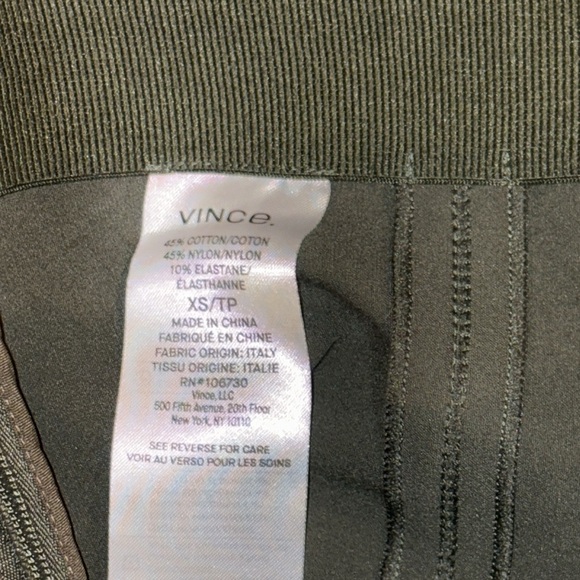 VINCe.
45% COTTON/COTON
45% NYLON/NYLON
10% ELASTANE/
ÉLASTHANNE
XS/TP
MADE IN CHINA
FABRIQUÉ EN CHINE
FABRIC ORIGIN: ITALY
TISSU ORIGINE: ITALIE
RN#106730
Vince, LLC
500 Fifth Avenue, 20th Floor
New York, NY 10110
SEE REVERSE FOR CARE
VOIR AU VERSO POUR LES SOINS